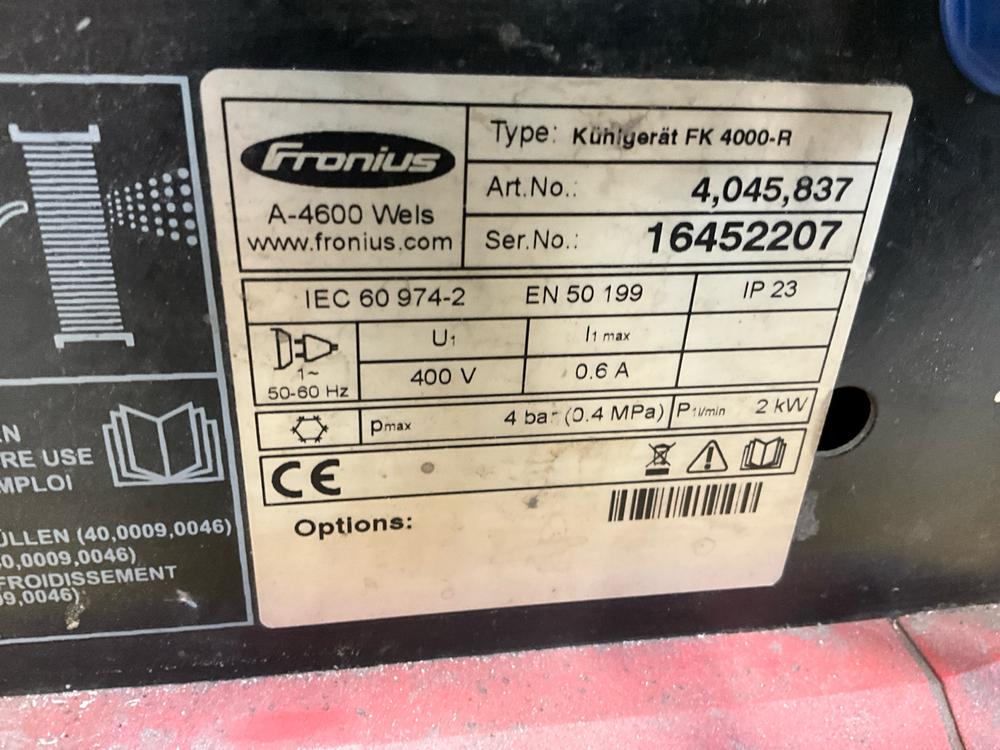 Fronius
A-4600 Wels
www.fronius.com
Type: Kühlgerät FK 4000-R
Art.No.: 4,045,837
Ser.No.: 16452207
IEC 60 974-2 EN 50 199 IP 23
1~
50-60 Hz
U1 I1 max
400 V 0.6 A
pmax 4 bar (0.4 MPa) P1l/min 2 kW
CE
Options:
EN
RE USE
MPLOI
ÜLLEN (40,0009,0046)
0,0009,0046)
FROIDISSEMENT
09,0046)